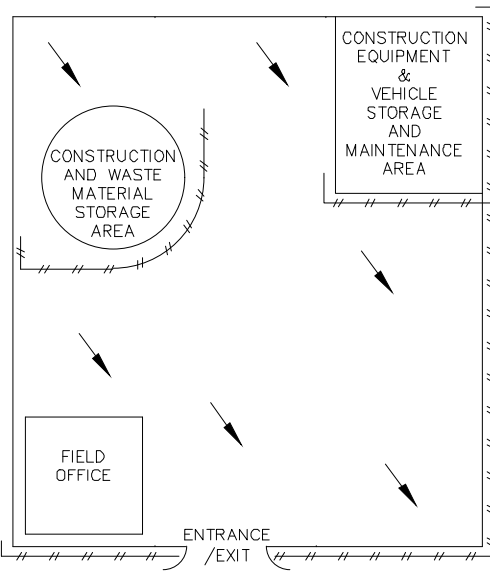 CONSTRUCTION
EQUIPMENT
&
VEHICLE
STORAGE
AND
MAINTENANCE
AREA
CONSTRUCTION
AND WASTE
MATERIAL
STORAGE
AREA
FIELD
OFFICE
ENTRANCE
/EXIT